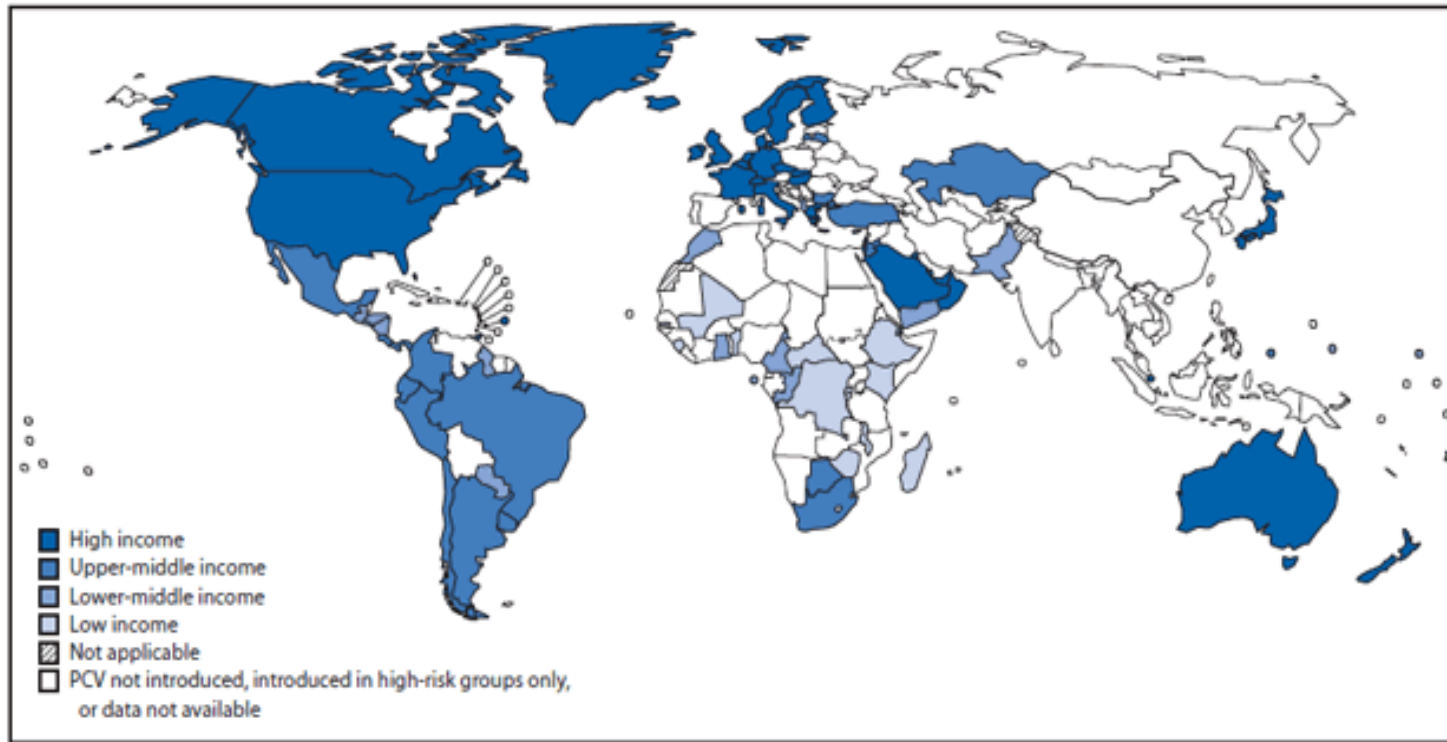 High income
Upper-middle income
Lower-middle income
Low income
Not applicable
PCV not introduced, introduced in high-risk groups only,
or data not available